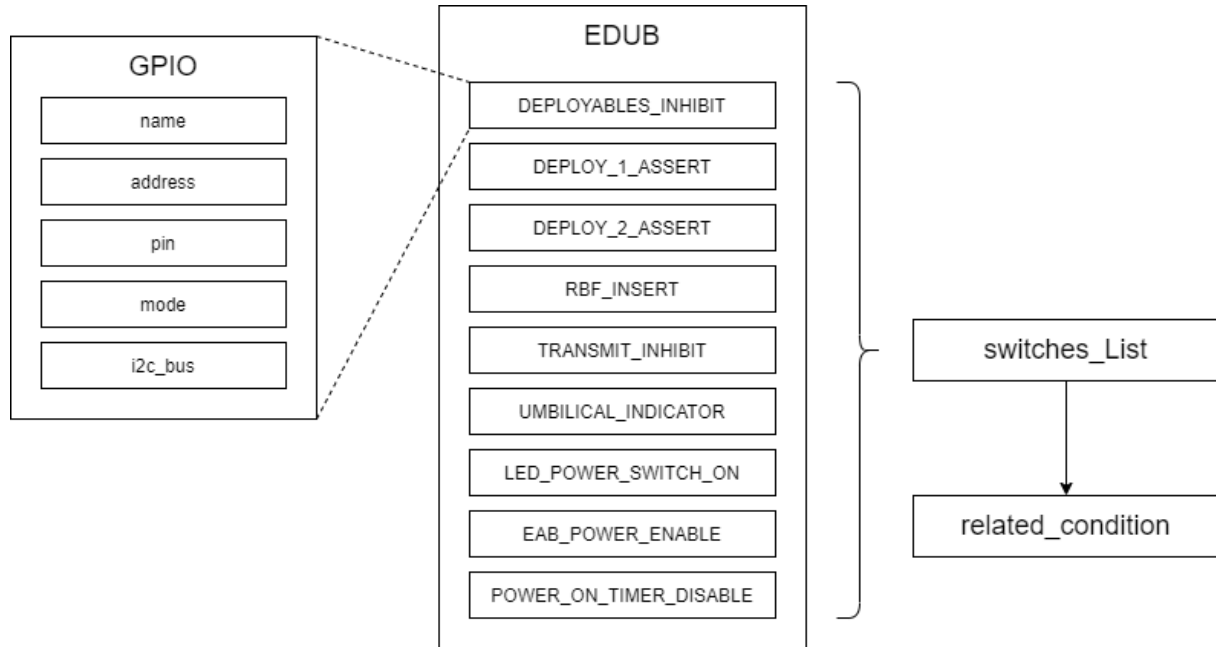 GPIO
name
address
pin
mode
i2c_bus
EDUB
DEPLOYABLES_INHIBIT
DEPLOY_1_ASSERT
DEPLOY_2_ASSERT
RBF_INSERT
TRANSMIT_INHIBIT
UMBILICAL_INDICATOR
LED_POWER_SWITCH_ON
EAB_POWER_ENABLE
POWER_ON_TIMER_DISABLE
switches_List
related_condition